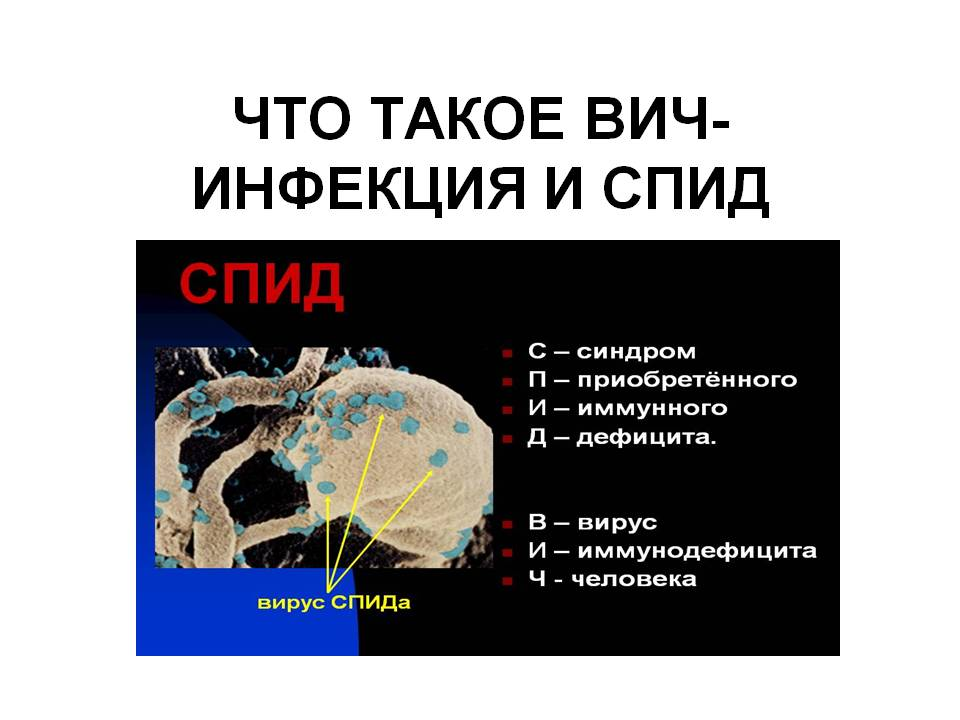 ЧТО ТАКОЕ ВИЧ-
ИНФЕКЦИЯ И СПИД
СПИД
С – синдром
П – приобретённого
И – иммунного
Д – дефицита.
В – вирус
И – иммунодефицита
Ч - человека
вирус СПИДа